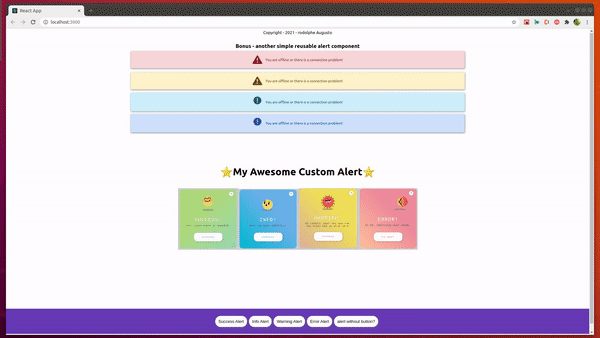 React App
localhost:3000
Copyright - 2021 - rodolphe Augusto
Bonus - another simple reusable alert component
You are offline or there is a connection problem!
You are offline or there is a connection problem!
You are offline or there is a connection problem!
You are offline or there is a connection problem!
My Awesome Custom Alert
SUCCESS!
INFO!
WARNING!
ERROR!
Success Alert
Info Alert
Warning Alert
Error Alert
alert without button?